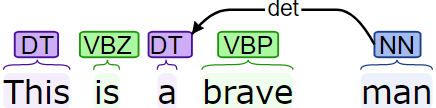 det
DT VBZ DT VBP NN
This is a brave man